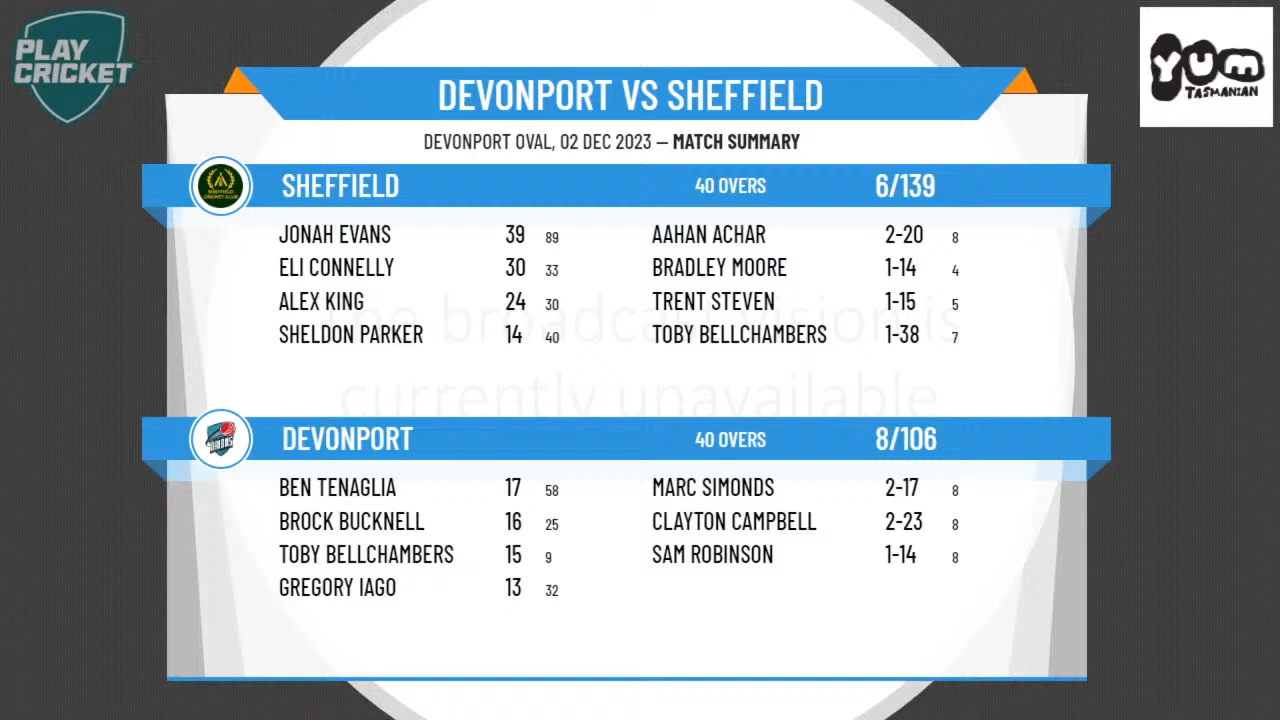 PLAY
CRICKET
YUM
TASMANIAN
DEVONPORT VS SHEFFIELD
DEVONPORT OVAL, 02 DEC 2023 – MATCH SUMMARY
SHEFFIELD 40 OVERS 6/139
JONAH EVANS 39 89 AAHAN ACHAR 2-20 8
ELI CONNELLY 30 33 BRADLEY MOORE 1-14 4
ALEX KING 24 30 TRENT STEVEN 1-15 5
SHELDON PARKER 14 40 TOBY BELLCHAMBERS 1-38 7
The broadcast vision is
currently unavailable
DEVONPORT 40 OVERS 8/106
BEN TENAGLIA 17 58 MARC SIMONDS 2-17 8
BROCK BUCKNELL 16 25 CLAYTON CAMPBELL 2-23 8
TOBY BELLCHAMBERS 15 9 SAM ROBINSON 1-14 8
GREGORY IAGO 13 32